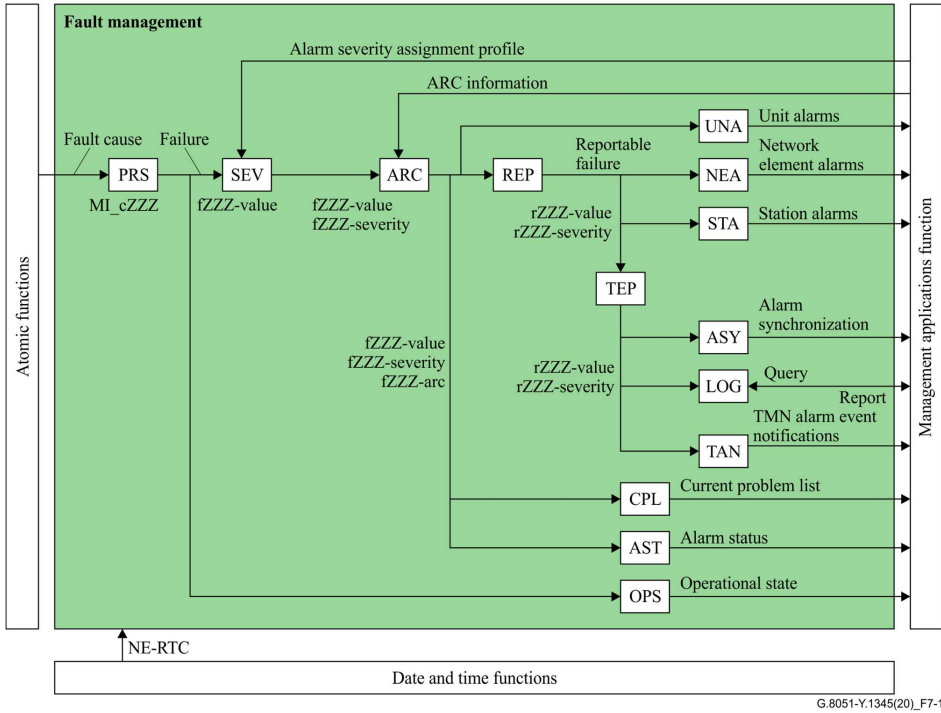 Fault management
Alarm severity assignment profile
ARC information
UNA
Unit alarms
Fault cause
Failure
Reportable
failure
Network
element alarms
PRS
SEV
ARC
REP
NEA
MI_cZZZ
fZZZ-value
fZZZ-value
fZZZ-severity
rZZZ-value
rZZZ-severity
STA
Station alarms
TEP
Atomic functions
Management applications function
Alarm
synchronization
ASY
fZZZ-value
fZZZ-severity
fZZZ-arc
rZZZ-value
rZZZ-severity
LOG
Query
Report
TMN alarm event
notifications
TAN
CPL
Current problem list
AST
Alarm status
OPS
Operational state
NE-RTC
Date and time functions
G.8051-Y.1345(20)_F7-1